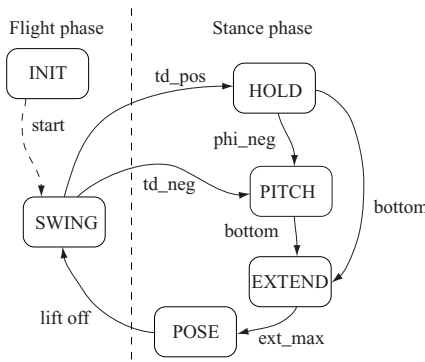 Flight phase
Stance phase
INIT
td_pos
HOLD
start
phi_neg
td_neg
PITCH
SWING
bottom
bottom
EXTEND
lift off
POSE
ext_max